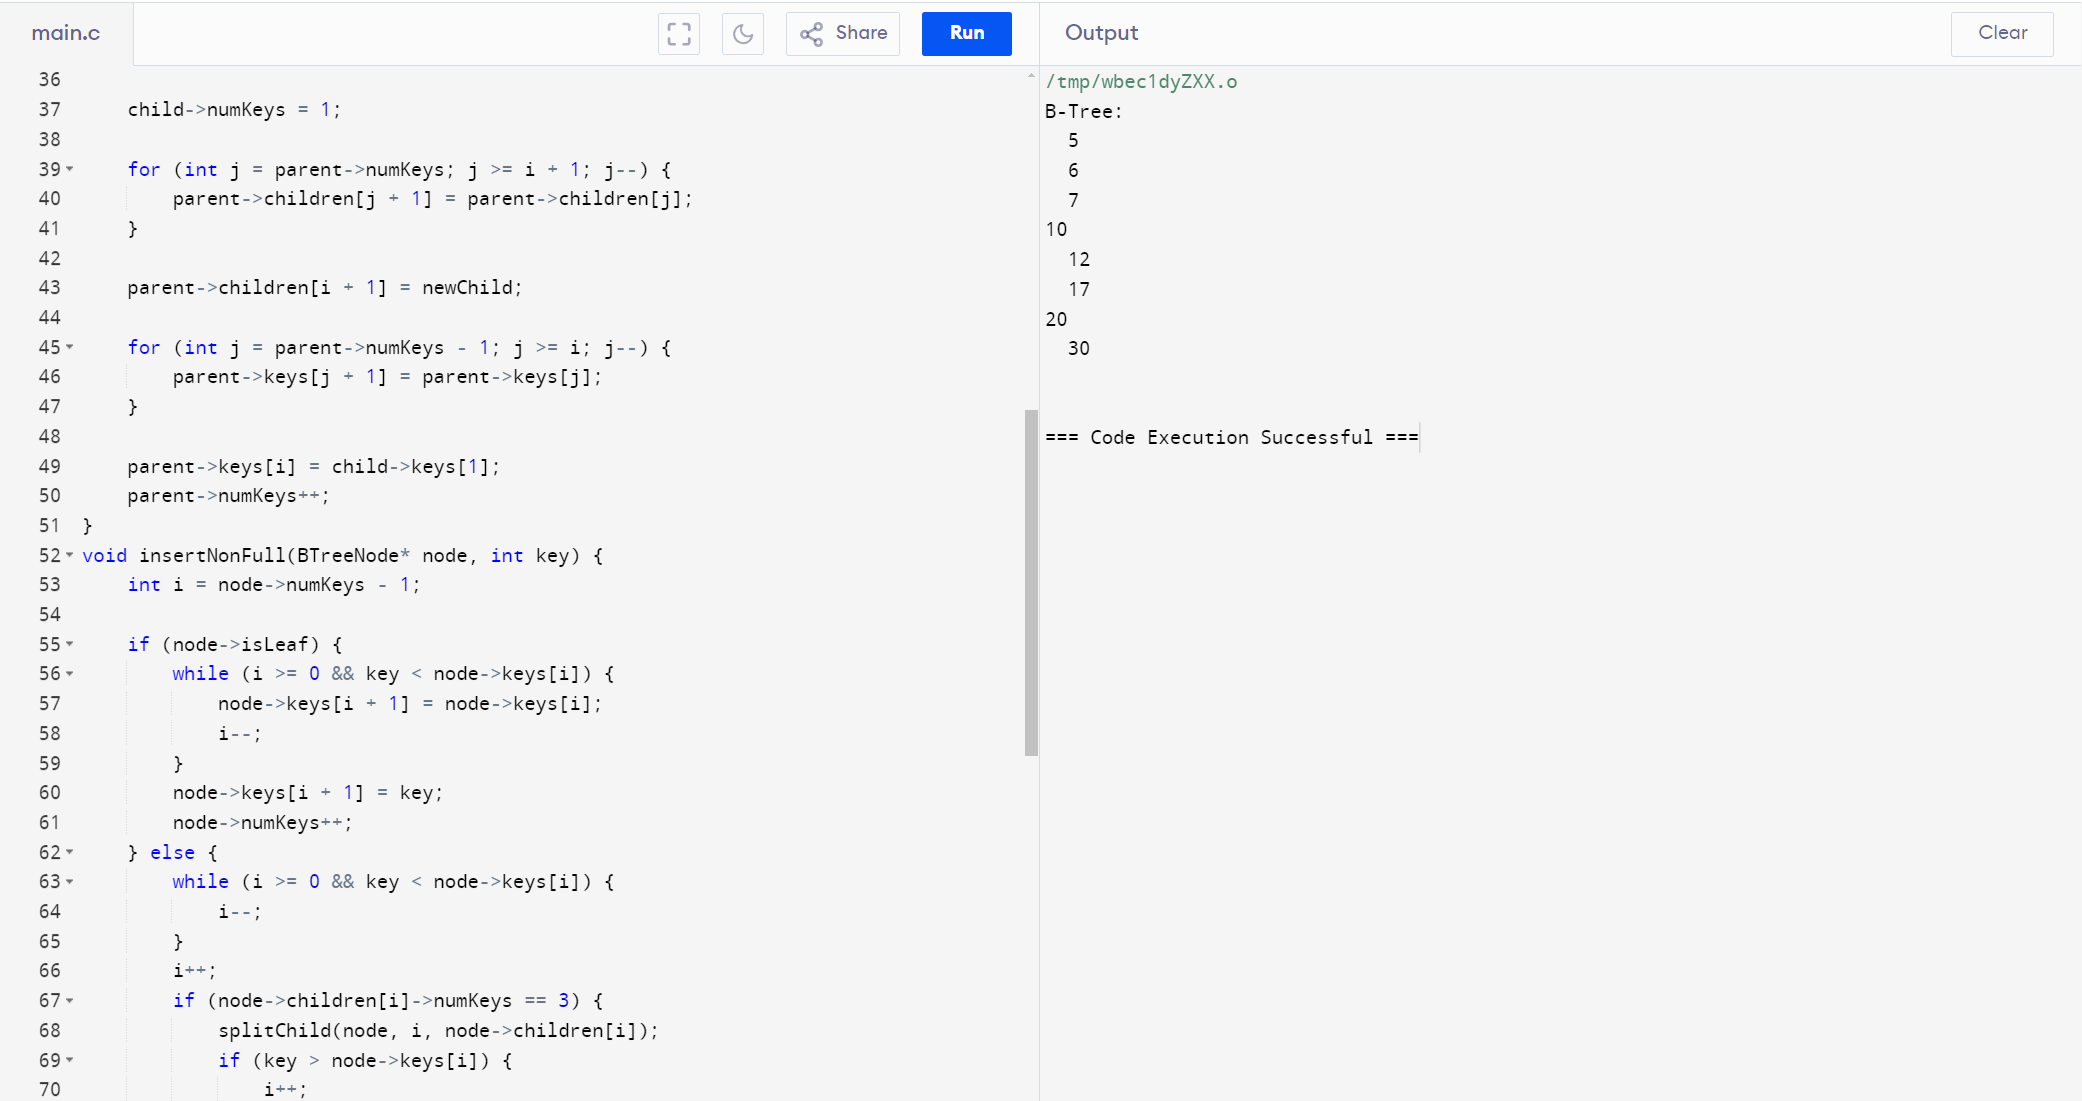 main.c
Share
Run
Output
Clear
36
37     child->numKeys = 1;
38
39     for (int j = parent->numKeys; j >= i + 1; j--) {
40         parent->children[j + 1] = parent->children[j];
41     }
42
43     parent->children[i + 1] = newChild;
44
45     for (int j = parent->numKeys - 1; j >= i; j--) {
46         parent->keys[j + 1] = parent->keys[j];
47     }
48
49     parent->keys[i] = child->keys[1];
50     parent->numKeys++;
51 }
52 void insertNonFull(BTreeNode* node, int key) {
53     int i = node->numKeys - 1;
54
55     if (node->isLeaf) {
56         while (i >= 0 && key < node->keys[i]) {
57             node->keys[i + 1] = node->keys[i];
58             i--;
59         }
60         node->keys[i + 1] = key;
61         node->numKeys++;
62     } else {
63         while (i >= 0 && key < node->keys[i]) {
64             i--;
65         }
66         i++;
67         if (node->children[i]->numKeys == 3) {
68             splitChild(node, i, node->children[i]);
69             if (key > node->keys[i]) {
70                 i++;
/tmp/wbec1dyZXX.o
B-Tree:
  5
  6
  7
10
  12
  17
20
  30
=== Code Execution Successful ===